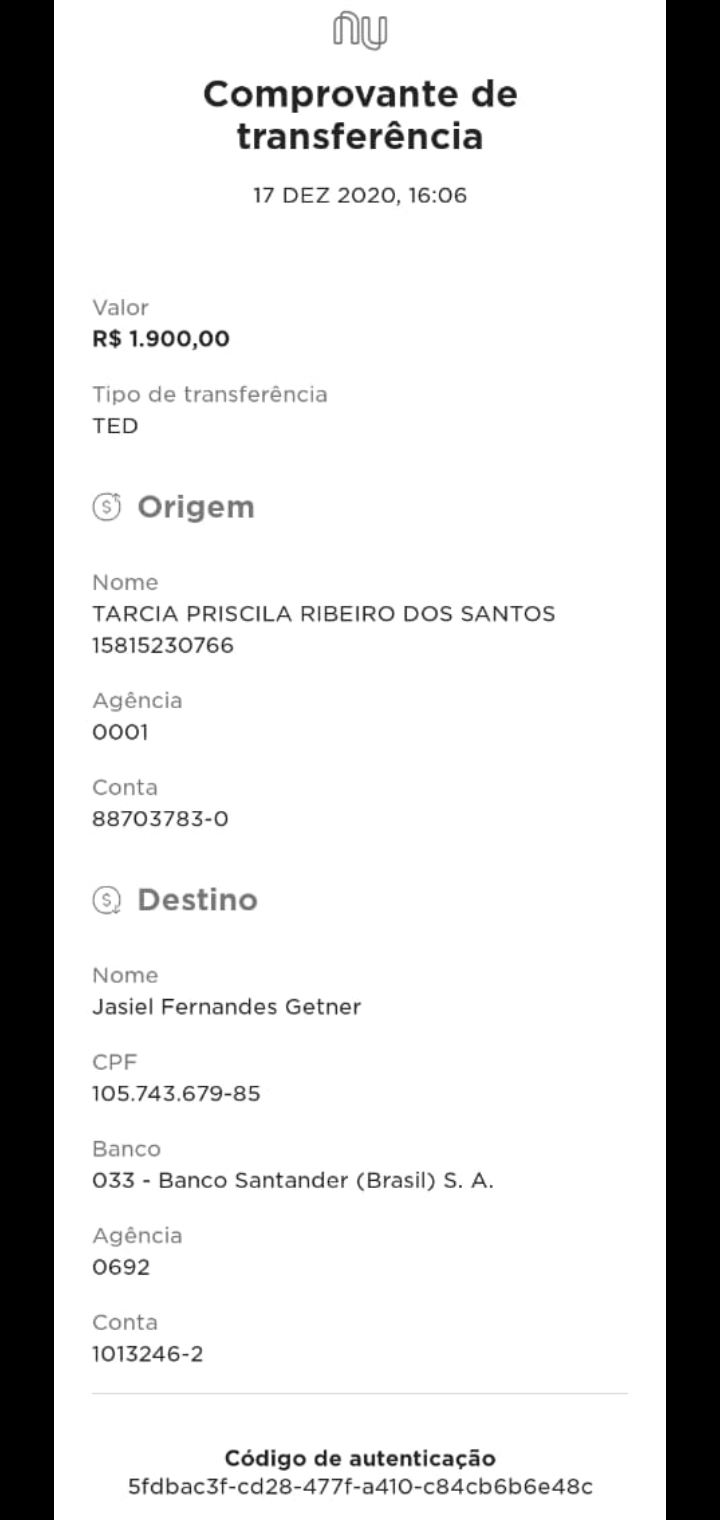 nu
Comprovante de
transferência
17 DEZ 2020, 16:06
Valor
R$ 1.900,00
Tipo de transferência
TED
Origem
Nome
TARCIA PRISCILA RIBEIRO DOS SANTOS
15815230766
Agência
0001
Conta
88703783-0
Destino
Nome
Jasiel Fernandes Getner
CPF
105.743.679-85
Banco
033 - Banco Santander (Brasil) S. A.
Agência
0692
Conta
1013246-2
Código de autenticação
5fdbac3f-cd28-477f-a410-c84cb6b6e48c